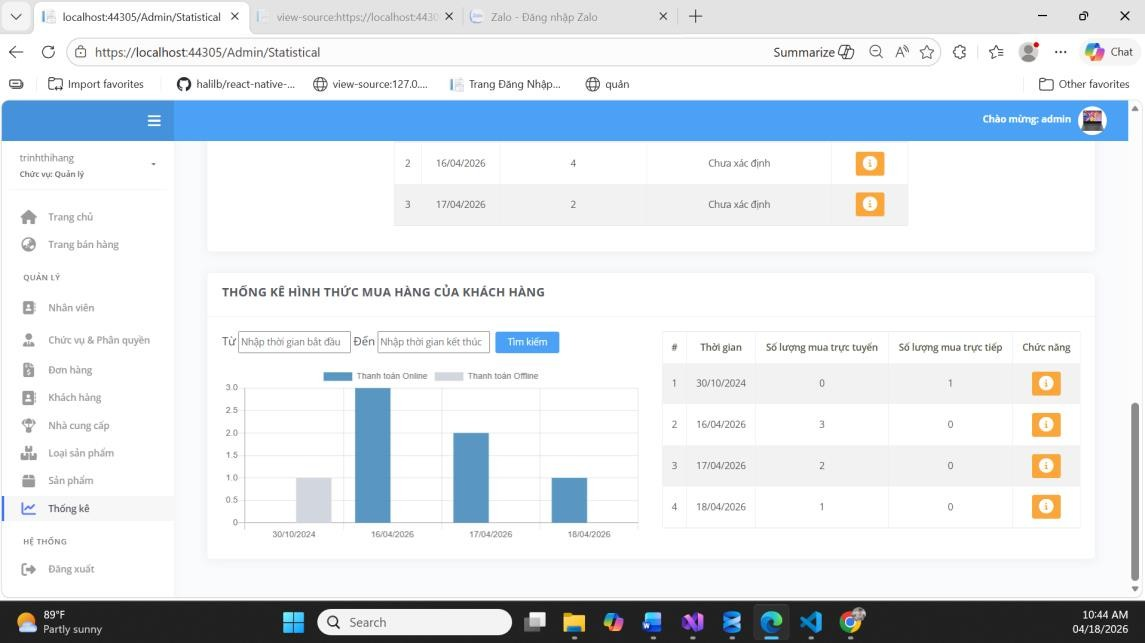 localhost:44305/Admin/Statistical
view-source:https://localhost:4430
Zalo - Đăng nhập Zalo
https://localhost:44305/Admin/Statistical
Summarize
Chat
Import favorites
halilb/react-native-...
view-source:127.0....
Trang Đăng Nhập...
quản
Other favorites
Chào mừng: admin
trinhthihang
Chức vụ: Quản lý
Trang chủ
Trang bán hàng
QUẢN LÝ
Nhân viên
Chức vụ & Phân quyền
Đơn hàng
Khách hàng
Nhà cung cấp
Loại sản phẩm
Sản phẩm
Thống kê
HỆ THỐNG
Đăng xuất
2 16/04/2026 4 Chưa xác định
3 17/04/2026 2 Chưa xác định
THỐNG KÊ HÌNH THỨC MUA HÀNG CỦA KHÁCH HÀNG
Từ Nhập thời gian bắt đầu Đến Nhập thời gian kết thúc Tìm kiếm
Thanh toán Online Thanh toán Offline
3.0
2.5
2.0
1.5
1.0
0.5
0
30/10/2024 16/04/2026 17/04/2026 18/04/2026
# Thời gian Số lượng mua trực tuyến Số lượng mua trực tiếp Chức năng
1 30/10/2024 0 1
2 16/04/2026 3 0
3 17/04/2026 2 0
4 18/04/2026 1 0
89°F
Partly sunny
Search
10:44 AM
04/18/2026